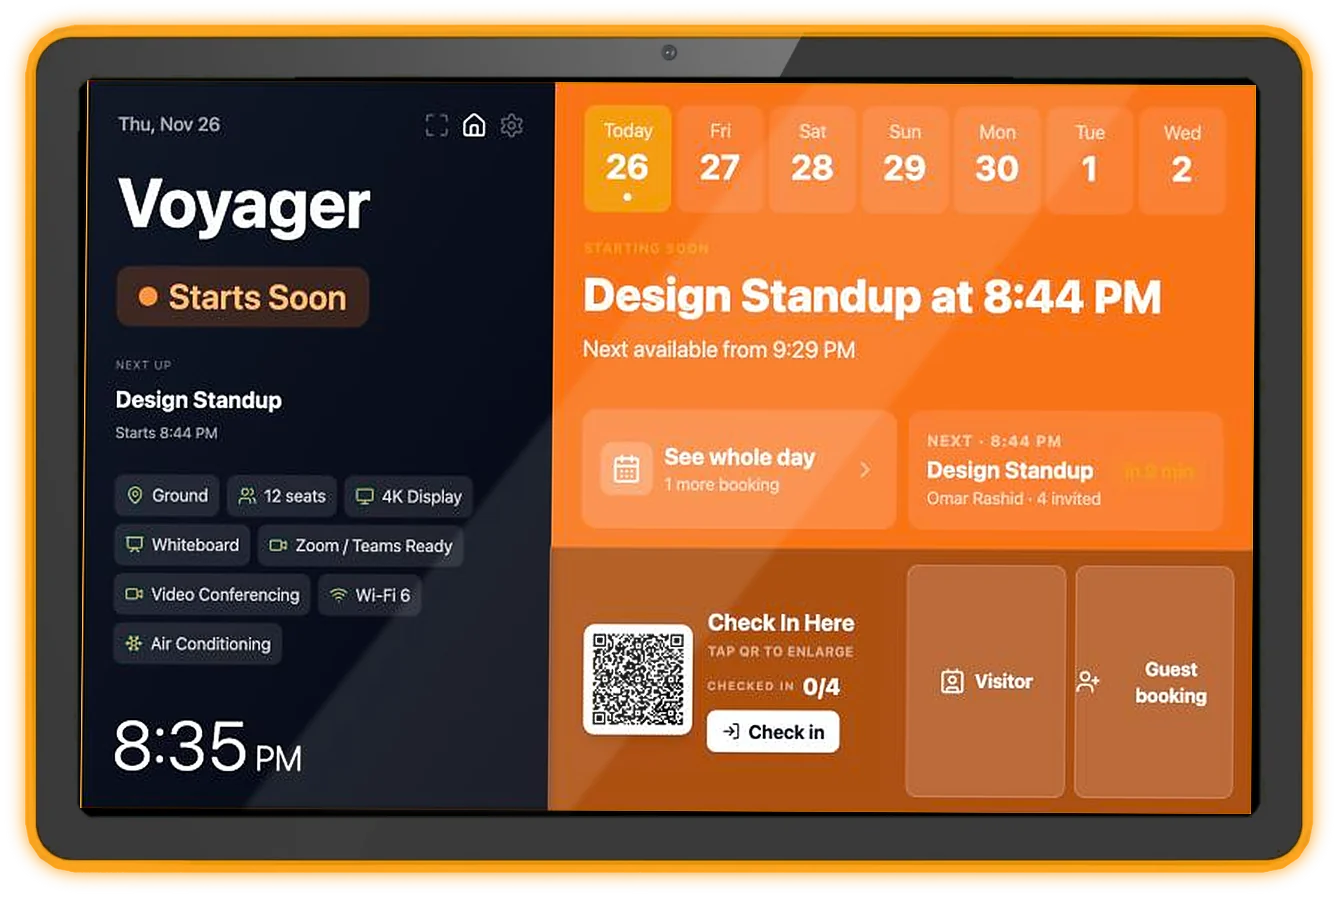 Thu, Nov 26
Voyager
Starts Soon
NEXT UP
Design Standup
Starts 8:44 PM
Ground
12 seats
4K Display
Whiteboard
Zoom / Teams Ready
Video Conferencing
Wi-Fi 6
Air Conditioning
8:35 PM
Today
26
Fri
27
Sat
28
Sun
29
Mon
30
Tue
1
Wed
2
STARTING SOON
Design Standup at 8:44 PM
Next available from 9:29 PM
See whole day
1 more booking
NEXT · 8:44 PM
Design Standup
in 9 min
Omar Rashid · 4 invited
Check In Here
TAP QR TO ENLARGE
CHECKED IN 0/4
Check in
Visitor
Guest
booking